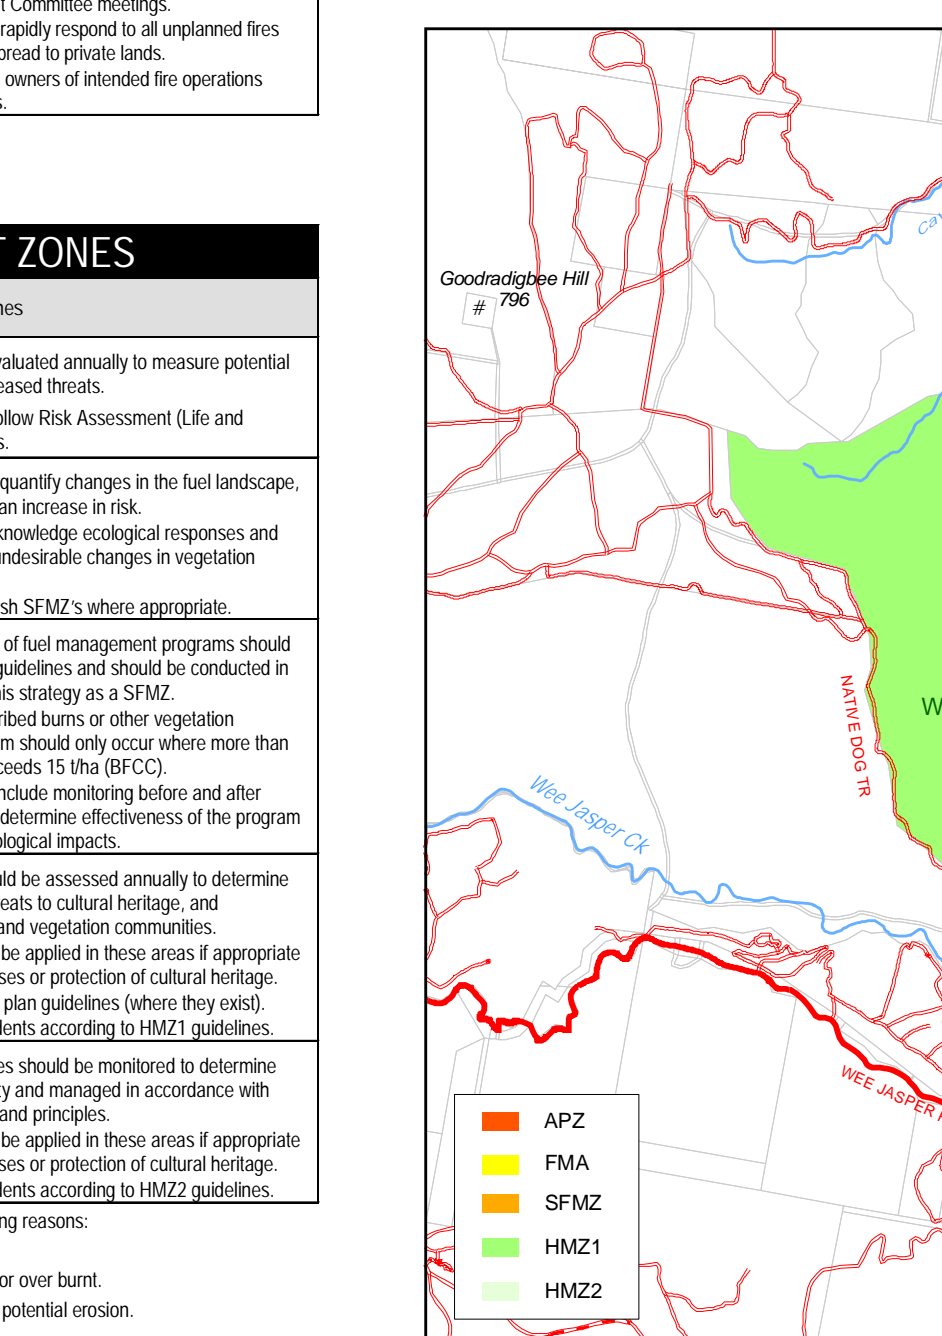 t Committee meetings.
rapidly respond to all unplanned fires
pread to private lands.
owners of intended fire operations
s.
T ZONES
nes
valuated annually to measure potential
eased threats.
ollow Risk Assessment (Life and
s.
quantify changes in the fuel landscape,
an increase in risk.
knowledge ecological responses and
undesirable changes in vegetation
sh SFMZ's where appropriate.
of fuel management programs should
guidelines and should be conducted in
his strategy as a SFMZ.
ribed burns or other vegetation
m should only occur where more than
ceeds 15 t/ha (BFCC).
nclude monitoring before and after
determine effectiveness of the program
ological impacts.
uld be assessed annually to determine
eats to cultural heritage, and
and vegetation communities.
be applied in these areas if appropriate
ses or protection of cultural heritage.
plan guidelines (where they exist).
dents according to HMZ1 guidelines.
es should be monitored to determine
ty and managed in accordance with
and principles.
be applied in these areas if appropriate
ses or protection of cultural heritage.
dents according to HMZ2 guidelines.
ng reasons:
or over burnt.
potential erosion.
Goodradigbee Hill
# 796
Cav
W
NATIVE DOG TR
Wee Jasper Ck
WEE JASPER R
APZ
FMA
SFMZ
HMZ1
HMZ2